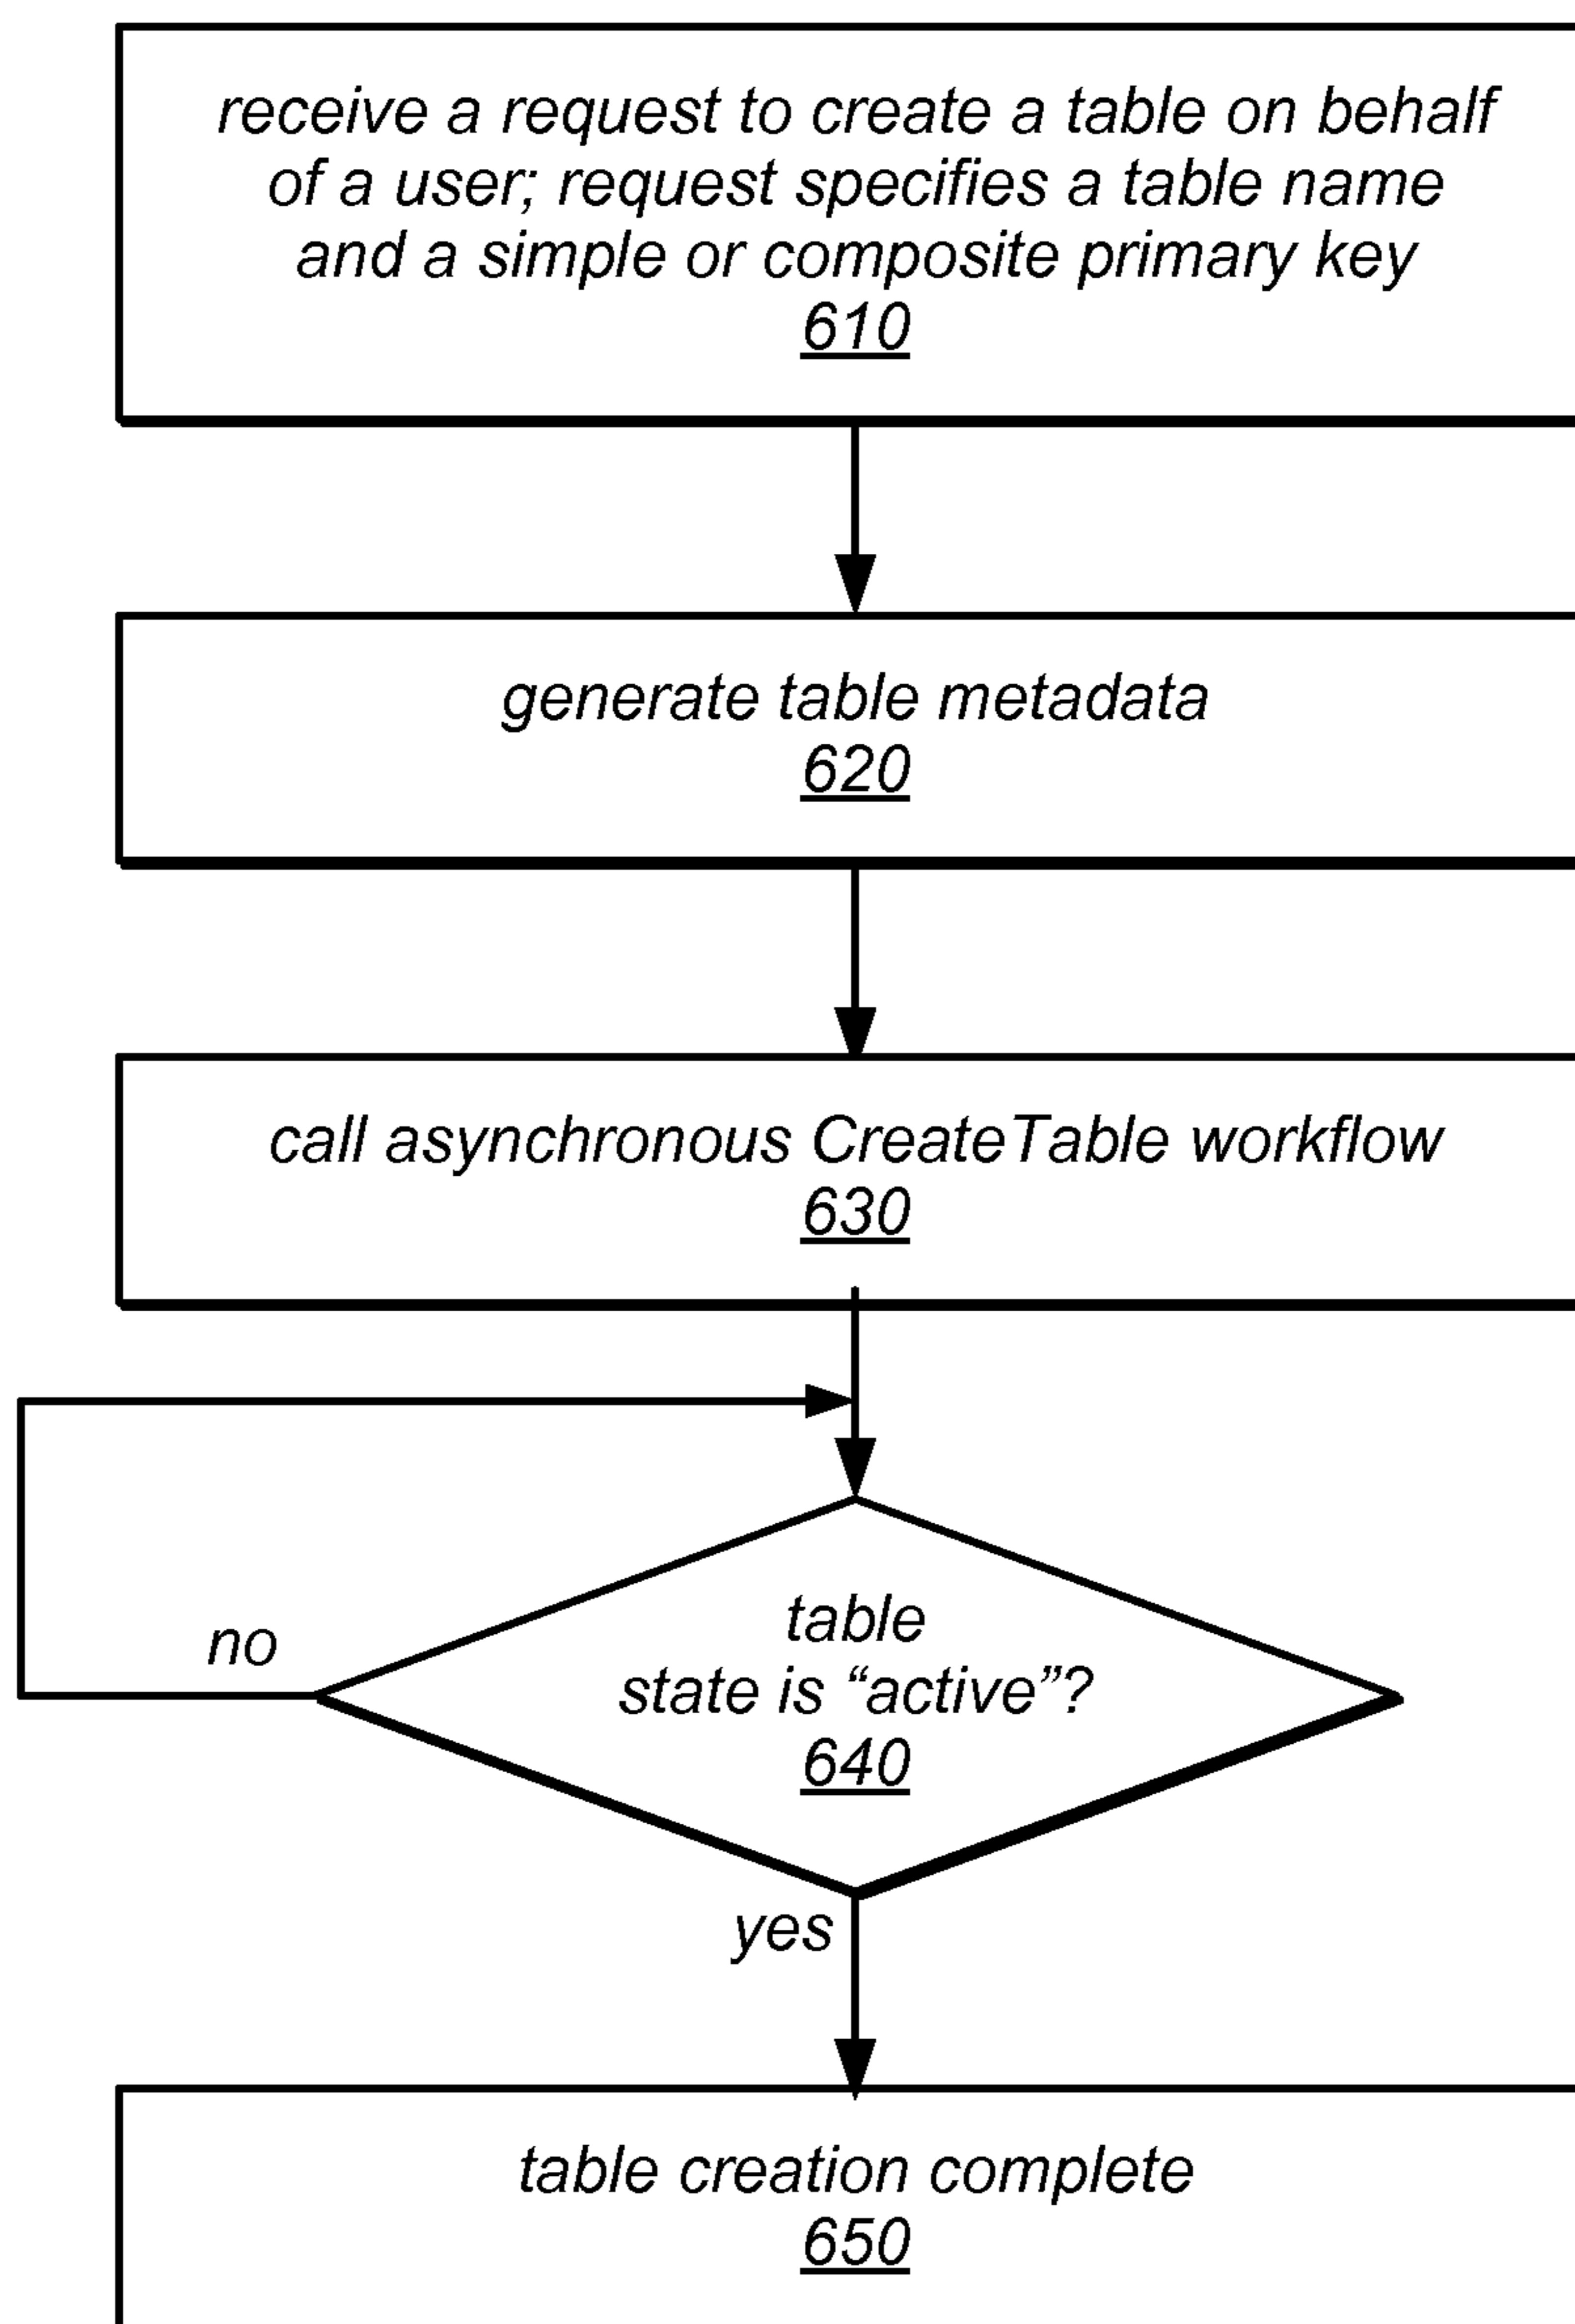 receive a request to create a table on behalf
of a user; request specifies a table name
and a simple or composite primary key
610
generate table metadata
620
call asynchronous CreateTable workflow
630
no
table
state is “active”?
640
yes
table creation complete
650